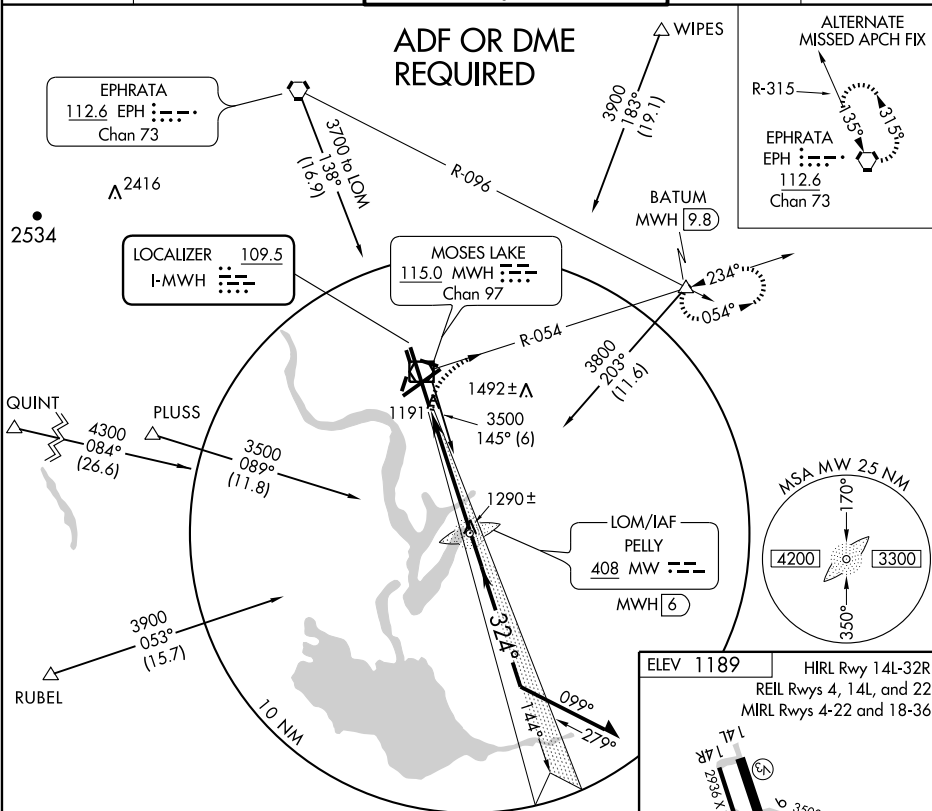 ADF OR DME
REQUIRED
WIPES
3900
183°
(19.1)
ALTERNATE
MISSED APCH FIX
R-315
135°
315°
EPHRATA
EPH
112.6
Chan 73
EPHRATA
112.6 EPH
Chan 73
3700 to LOM
138°
(16.9)
R-096
2416
2534
BATUM
MWH 9.8
234°
054°
LOCALIZER 109.5
I-MWH
MOSES LAKE
115.0 MWH
Chan 97
R-054
3800
203°
(11.6)
1492±
1191
3500
145° (6)
QUINT
4300
084°
(26.6)
PLUSS
3500
089°
(11.8)
1290±
LOM/IAF
PELLY
408 MW
MWH 6
MSA MW 25 NM
170°
4200
3300
350°
3900
053°
(15.7)
RUBEL
324°
099°
279°
144°
10 NM
ELEV 1189
HIRL Rwy 14L-32R
REIL Rwys 4, 14L, and 22
MIRL Rwys 4-22 and 18-36
14L
14R
2936 X
350°